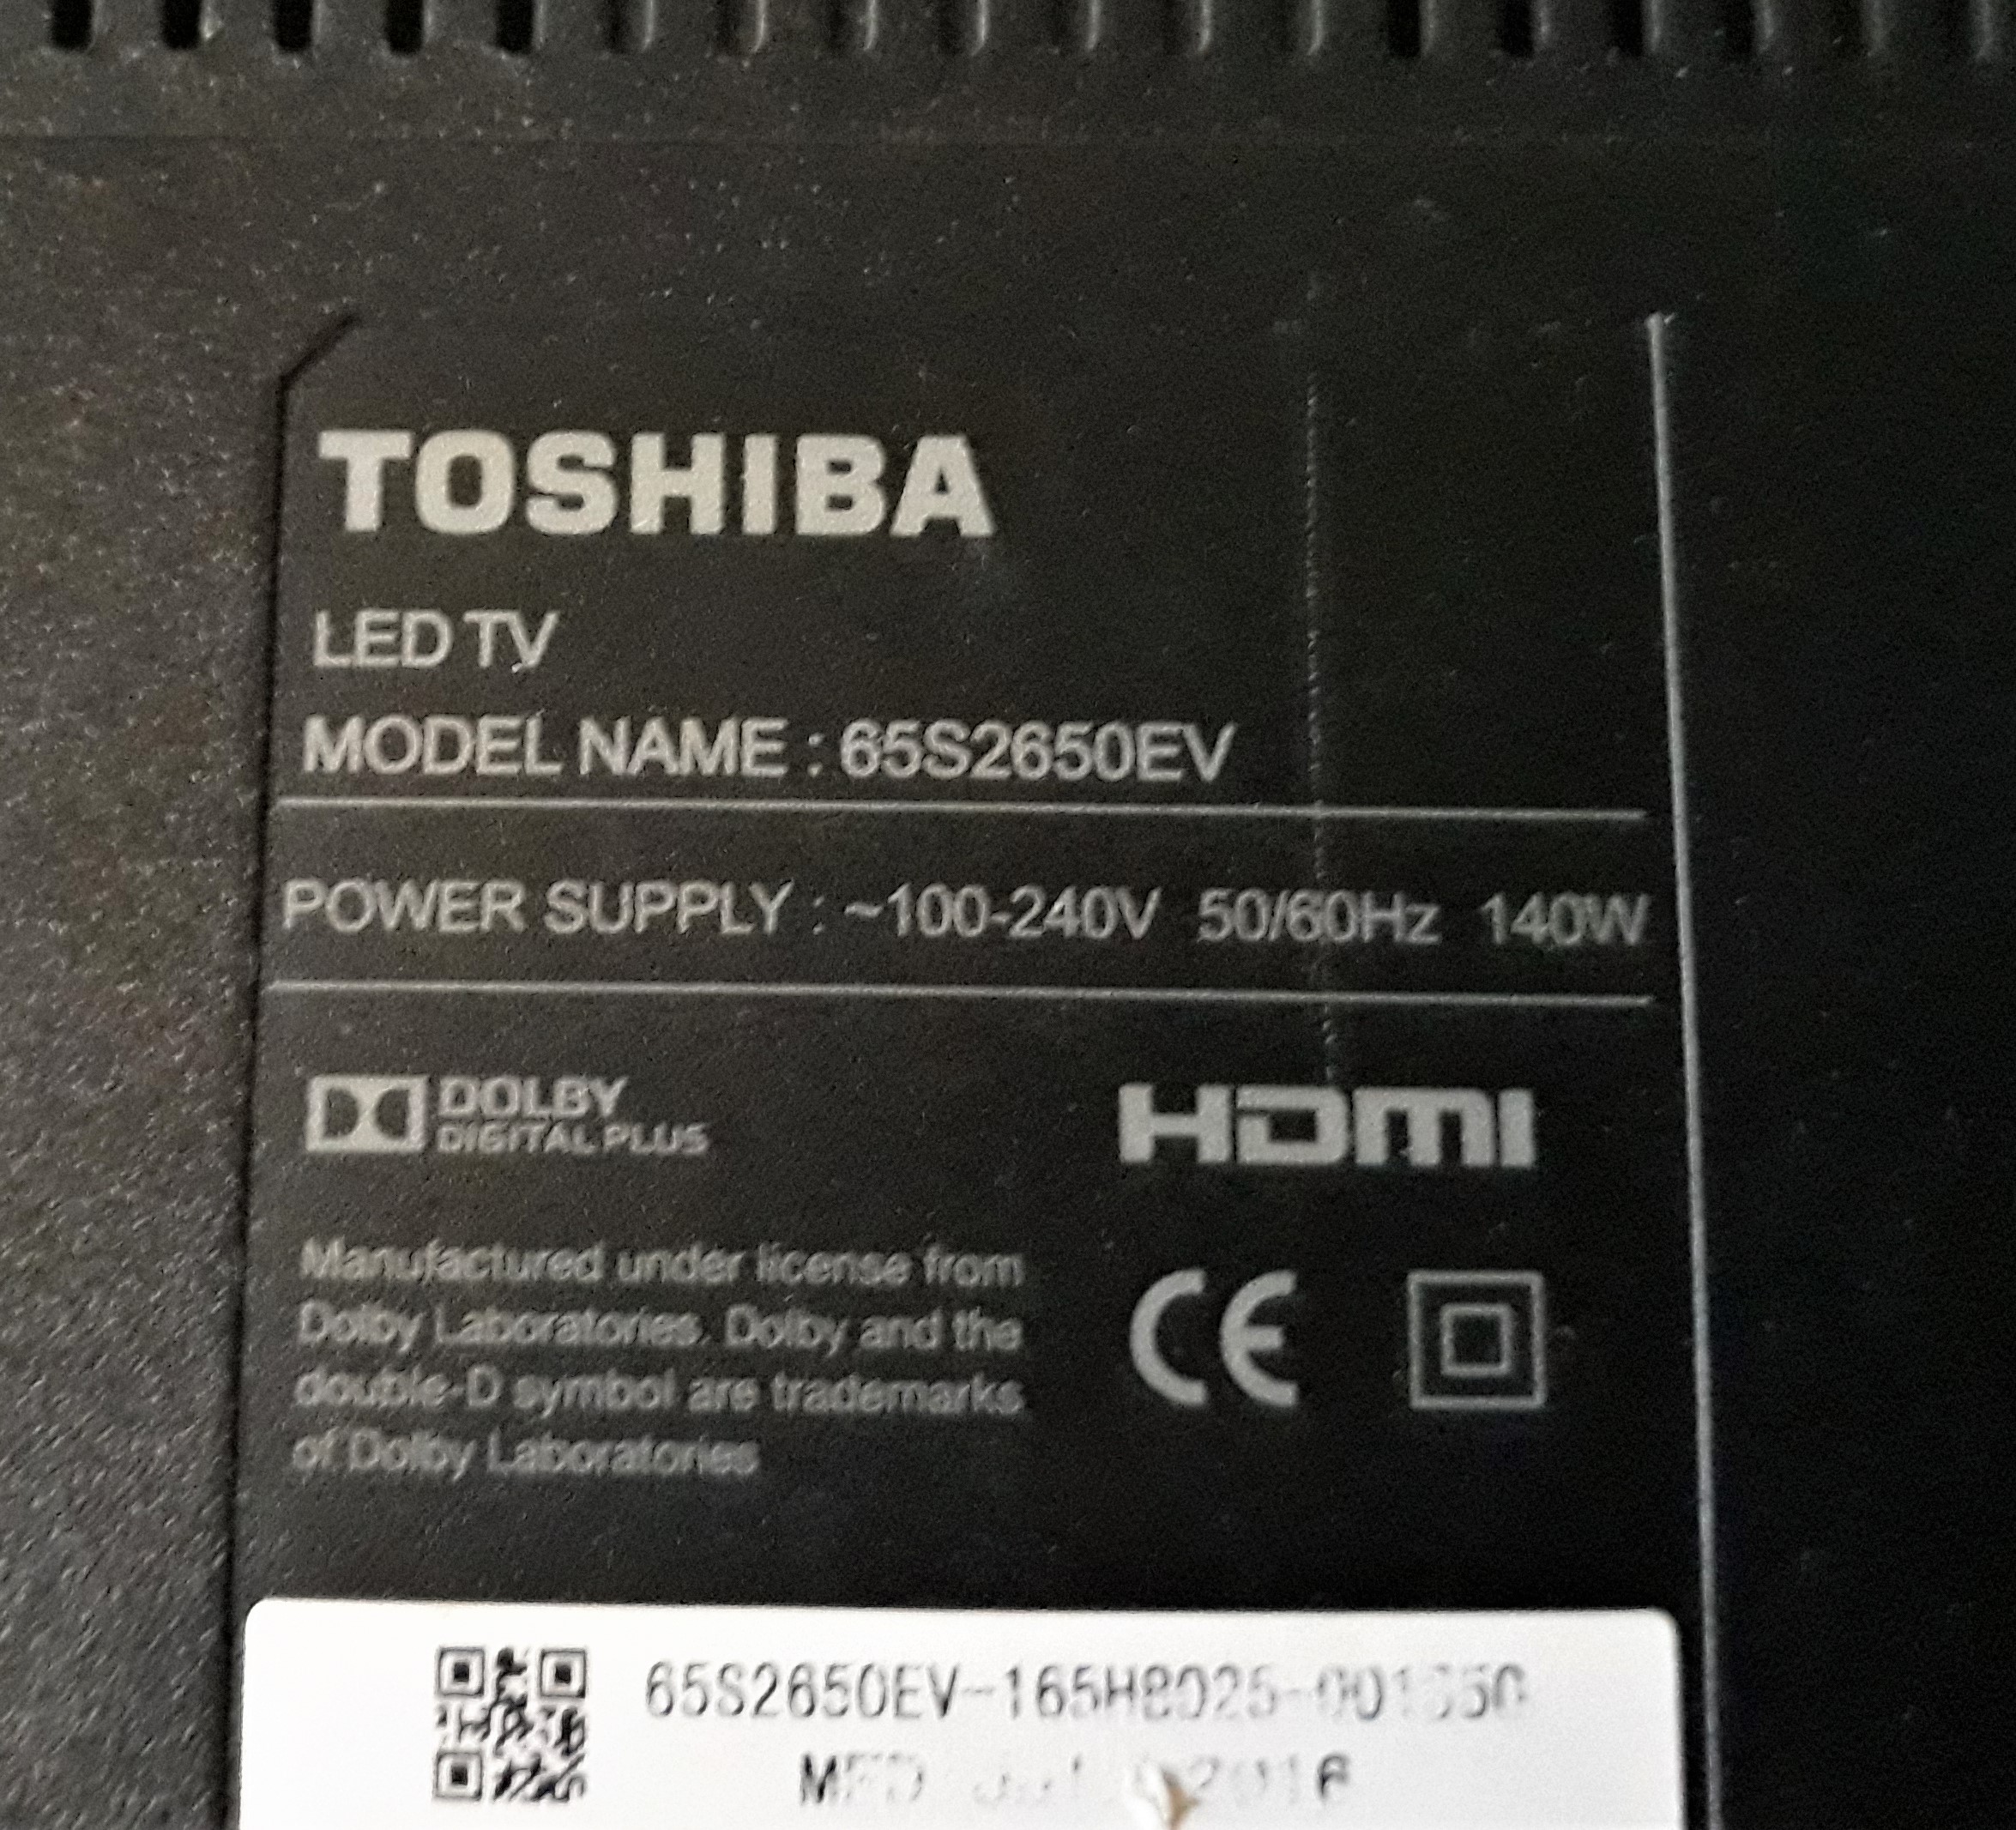 TOSHIBA
LED TV
MODEL NAME : 65S2650EV
POWER SUPPLY : ~100-240V 50/60Hz 140W
DOLBY
DIGITAL PLUS
HDMI
Manufactured under license from
Dolby Laboratories. Dolby and the
double-D symbol are trademarks
of Dolby Laboratories
CE
2016